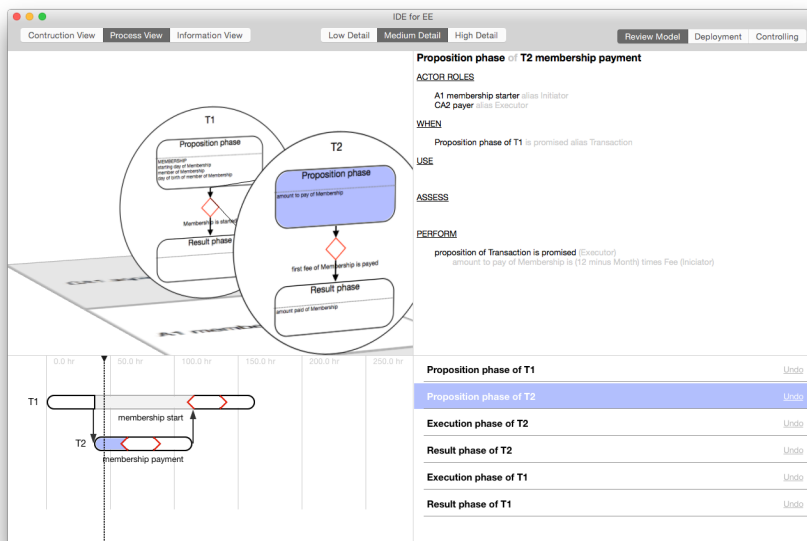 IDE for EE
Contruction View Process View Information View Low Detail Medium Detail High Detail Review Model Deployment Controlling
Proposition phase of T2 membership payment
ACTOR ROLES
A1 membership starter alias Initiator
CA2 payer alias Executor
WHEN
Proposition phase of T1 is promised alias Transaction
USE
ASSESS
PERFORM
proposition of Transaction is promised (Executor)
amount to pay of Membership is (12 minus Month) times Fee (Iniciator)
T1
Proposition phase
MEMBERSHIP
starting day of Membership
member of Membership
day of birth of member of Membership
Membership is started
Result phase
T2
Proposition phase
amount to pay of Membership
first fee of Membership is payed
Result phase
amount paid of Membership
A1 membe
0.0 hr 50.0 hr 100.0 hr 150.0 hr 200.0 hr 250.0 hr
T1
membership start
T2
membership payment
Proposition phase of T1 Undo
Proposition phase of T2 Undo
Execution phase of T2 Undo
Result phase of T2 Undo
Execution phase of T1 Undo
Result phase of T1 Undo